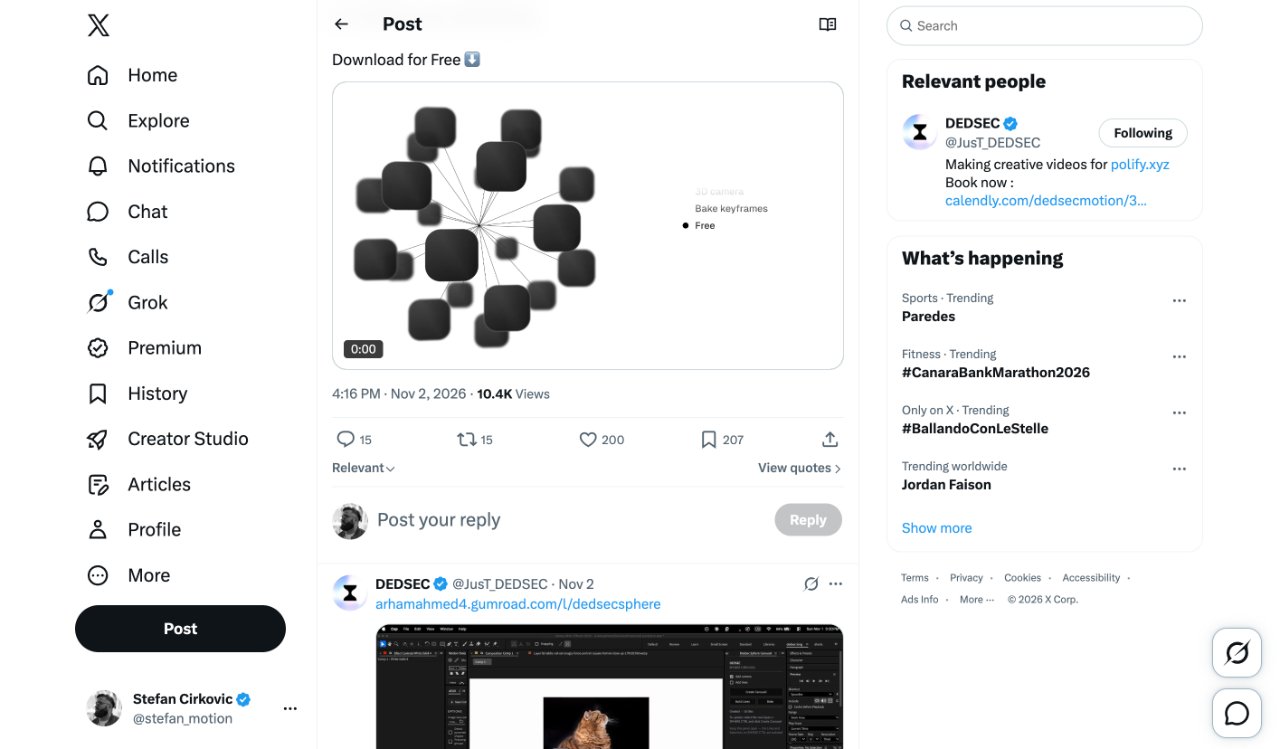 Home
Explore
Notifications
Chat
Calls
Grok
Premium
History
Creator Studio
Articles
Profile
More
Post
Stefan Cirkovic
@stefan_motion
Post
Download for Free ⬇️
3D camera
Bake keyframes
Free
0:00
4:16 PM · Nov 2, 2026 · 10.4K Views
15
15
200
207
Relevant
View quotes
Post your reply
Reply
DEDSEC @JusT_DEDSEC · Nov 2
arhamahmed4.gumroad.com/l/dedsecsphere
Search
Relevant people
DEDSEC
@JusT_DEDSEC
Following
Making creative videos for polify.xyz
Book now :
calendly.com/dedsecmotion/3...
What's happening
Sports · Trending
Paredes
Fitness · Trending
#CanaraBankMarathon2026
Only on X · Trending
#BallandoConLeStelle
Trending worldwide
Jordan Faison
Show more
Terms · Privacy · Cookies · Accessibility ·
Ads Info · More ··· © 2026 X Corp.